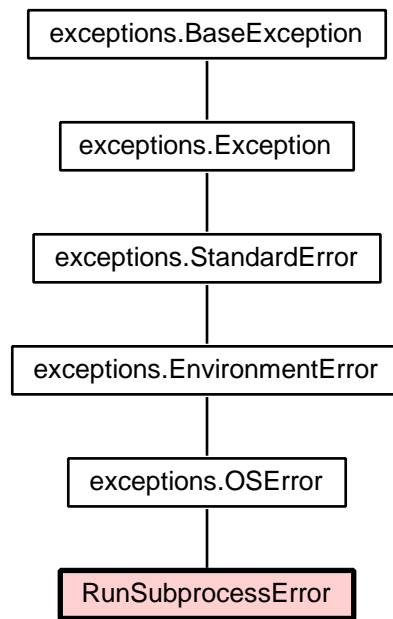 exceptions.BaseException
exceptions.Exception
exceptions.StandardError
exceptions.EnvironmentError
exceptions.OSError
RunSubprocessError